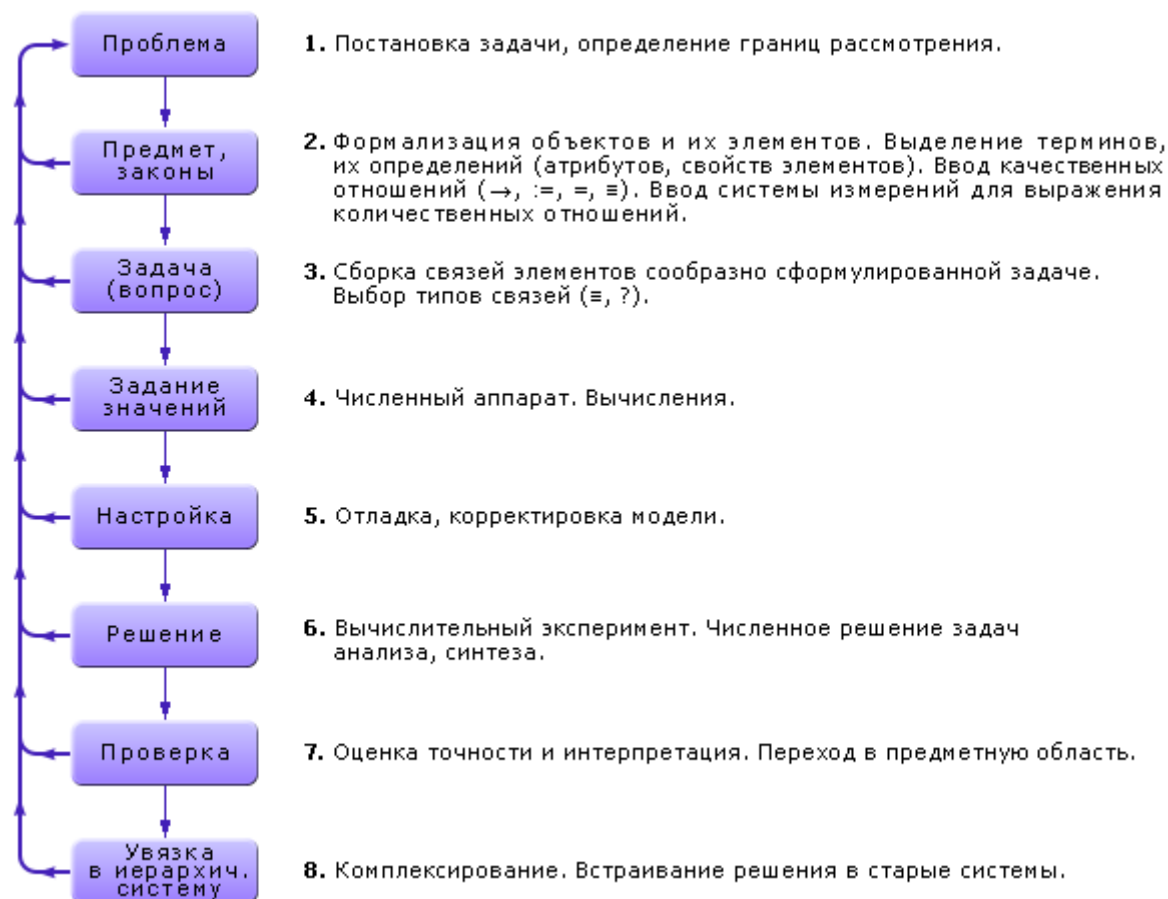 Проблема
1. Постановка задачи, определение границ рассмотрения.
Предмет,
законы
2. Формализация объектов и их элементов. Выделение терминов,
их определений (атрибутов, свойств элементов). Ввод качественных
отношений (→, :=, =, ≡). Ввод системы измерений для выражения
количественных отношений.
Задача
(вопрос)
3. Сборка связей элементов сообразно сформулированной задаче.
Выбор типов связей (≡, ?).
Задание
значений
4. Численный аппарат. Вычисления.
Настройка
5. Отладка, корректировка модели.
Решение
6. Вычислительный эксперимент. Численное решение задач
анализа, синтеза.
Проверка
7. Оценка точности и интерпретация. Переход в предметную область.
Увязка
в иерархич.
систему
8. Комплексирование. Встраивание решения в старые системы.